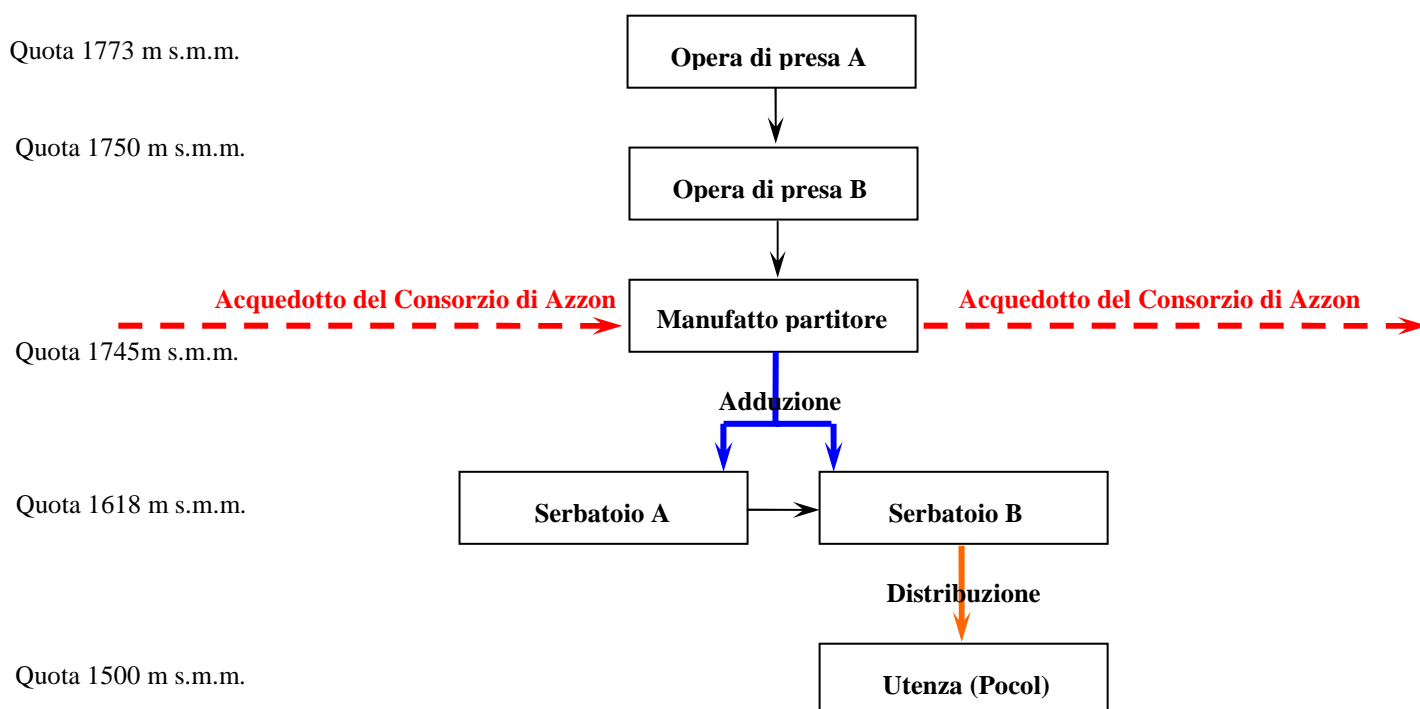 Quota 1773 m s.m.m.
Opera di presa A
Quota 1750 m s.m.m.
Opera di presa B
Acquedotto del Consorzio di Azzon
Manufatto partitore
Acquedotto del Consorzio di Azzon
Quota 1745m s.m.m.
Adduzione
Quota 1618 m s.m.m.
Serbatoio A
Serbatoio B
Distribuzione
Quota 1500 m s.m.m.
Utenza (Pocol)